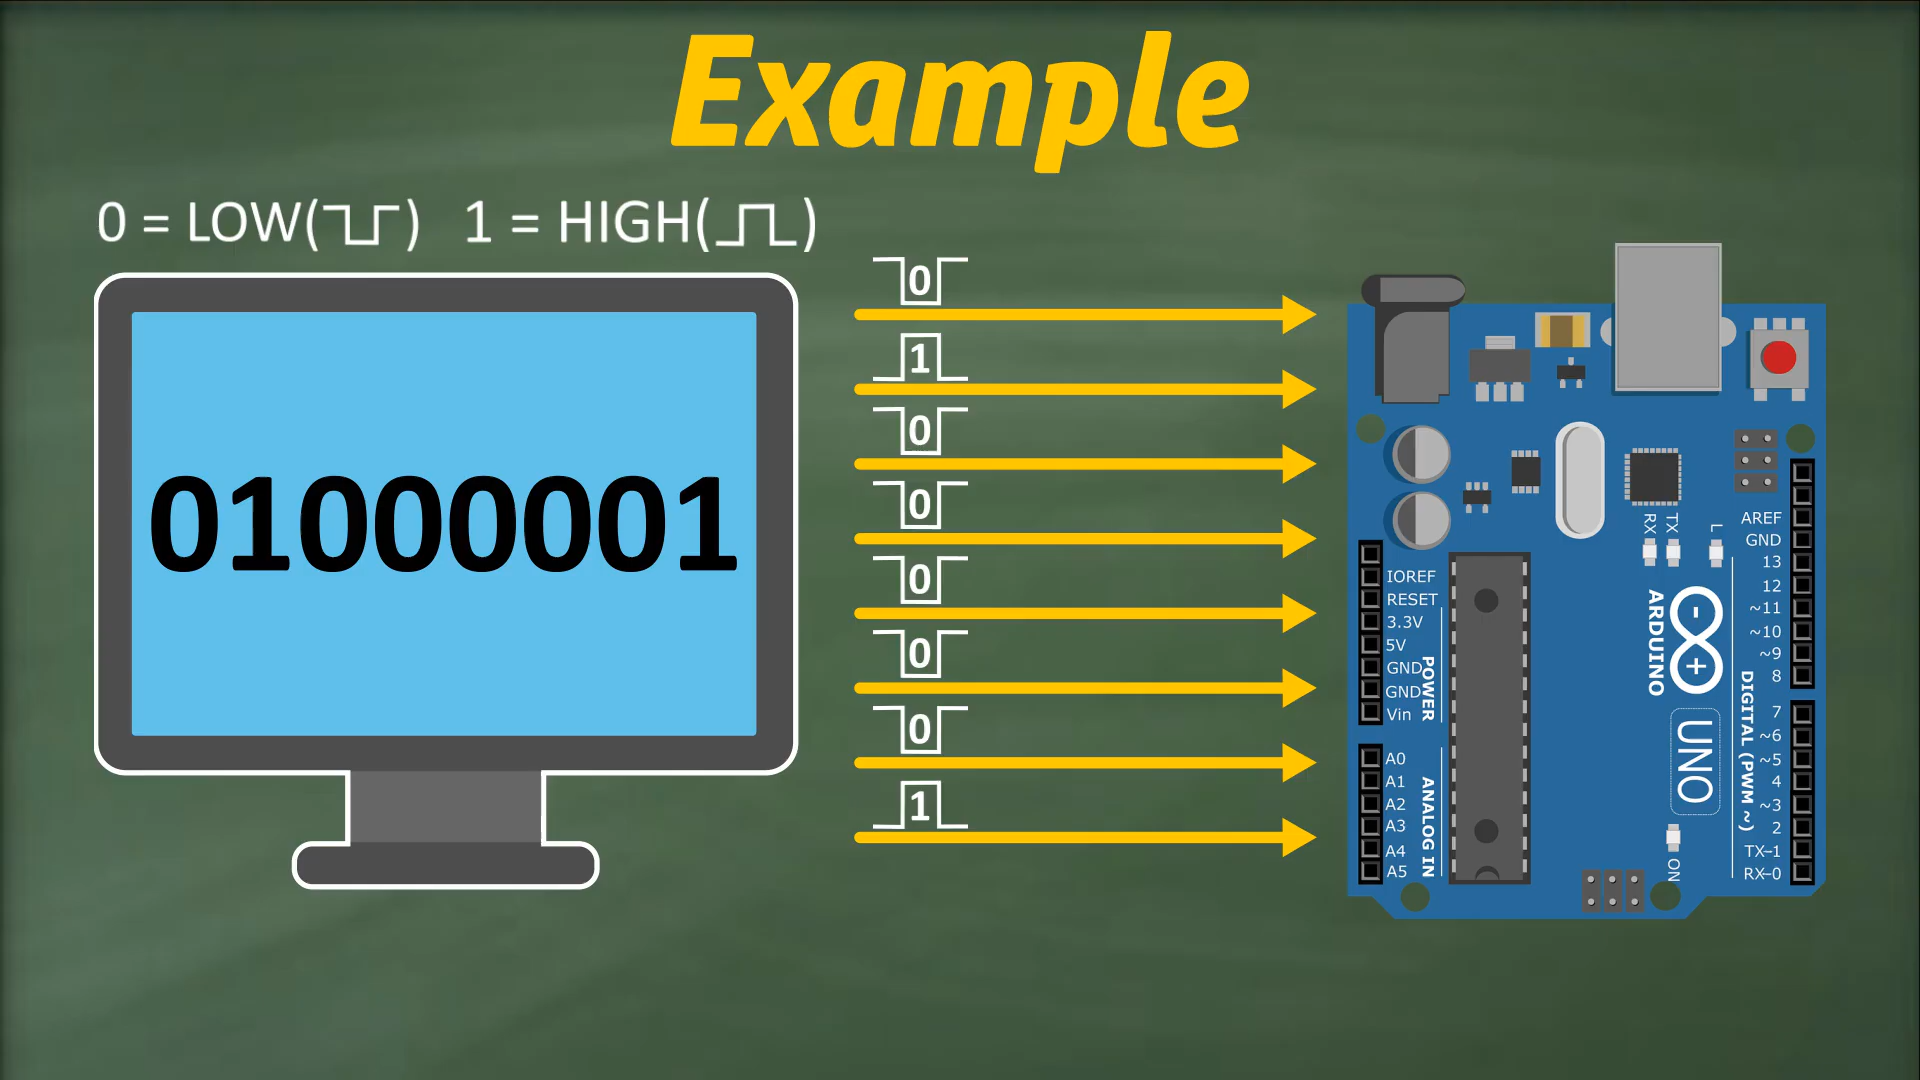 Example
0 = LOW( ) 1 = HIGH( )
01000001
0
1
0
0
0
0
0
1
IOREF
RESET
3.3V
5V
GND
GND
Vin
POWER
A0
A1
A2
A3
A4
A5
ANALOG IN
RX
TX
L
ARDUINO
- +
UNO
ON
AREF
GND
13
12
~11
~10
~9
8
7
~6
~5
4
~3
2
TX-1
RX-0
DIGITAL (PWM ~)